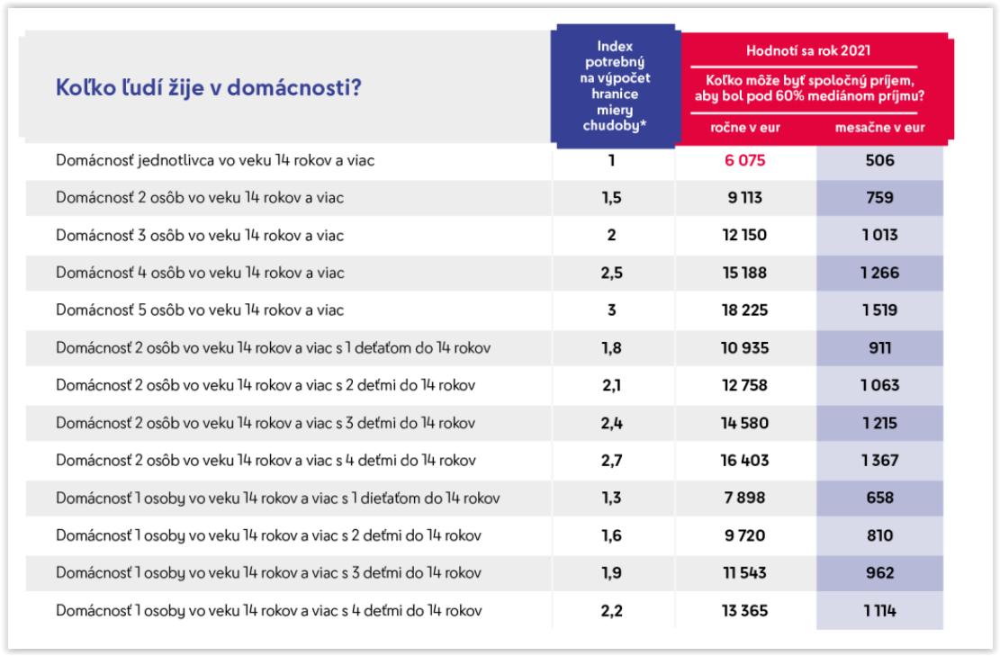 Koľko ľudí žije v domácnosti?
Index
potrebný
na výpočet
hranice
miery
chudoby*
Hodnotí sa rok 2021
Koľko môže byť spoločný príjem,
aby bol pod 60% mediánom príjmu?
ročne v eur mesačne v eur
Domácnosť jednotlivca vo veku 14 rokov a viac 1 6 075 506
Domácnosť 2 osôb vo veku 14 rokov a viac 1,5 9 113 759
Domácnosť 3 osôb vo veku 14 rokov a viac 2 12 150 1 013
Domácnosť 4 osôb vo veku 14 rokov a viac 2,5 15 188 1 266
Domácnosť 5 osôb vo veku 14 rokov a viac 3 18 225 1 519
Domácnosť 2 osôb vo veku 14 rokov a viac s 1 deťaťom do 14 rokov 1,8 10 935 911
Domácnosť 2 osôb vo veku 14 rokov a viac s 2 deťmi do 14 rokov 2,1 12 758 1 063
Domácnosť 2 osôb vo veku 14 rokov a viac s 3 deťmi do 14 rokov 2,4 14 580 1 215
Domácnosť 2 osôb vo veku 14 rokov a viac s 4 deťmi do 14 rokov 2,7 16 403 1 367
Domácnosť 1 osoby vo veku 14 rokov a viac s 1 dieťaťom do 14 rokov 1,3 7 898 658
Domácnosť 1 osoby vo veku 14 rokov a viac s 2 deťmi do 14 rokov 1,6 9 720 810
Domácnosť 1 osoby vo veku 14 rokov a viac s 3 deťmi do 14 rokov 1,9 11 543 962
Domácnosť 1 osoby vo veku 14 rokov a viac s 4 deťmi do 14 rokov 2,2 13 365 1 114